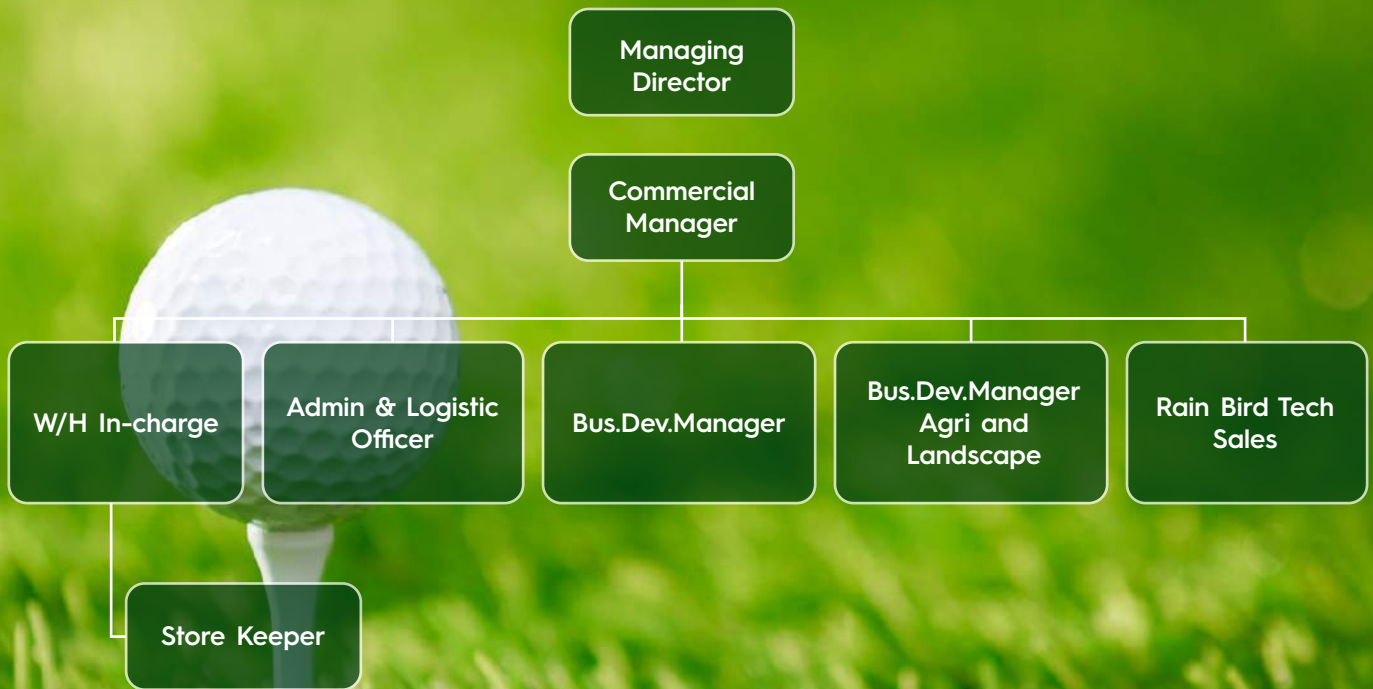 Managing
Director
Commercial
Manager
W/H In-charge
Admin & Logistic
Officer
Bus.Dev.Manager
Bus.Dev.Manager
Agri and
Landscape
Rain Bird Tech
Sales
Store Keeper